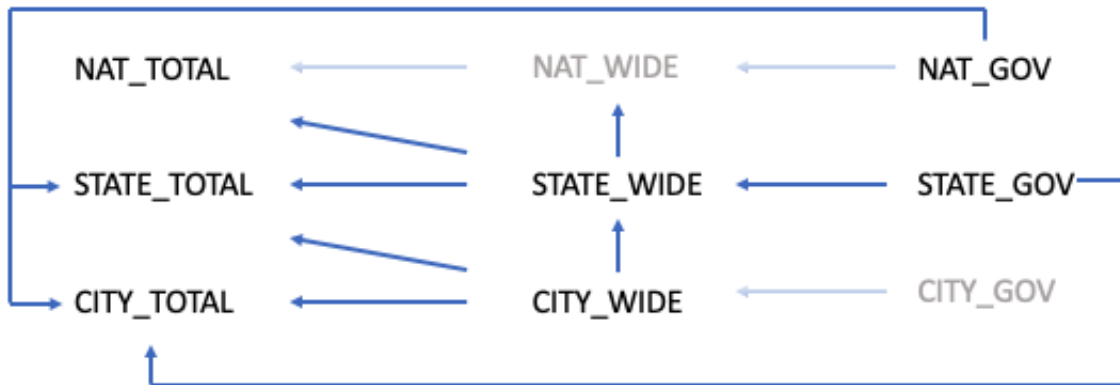 NAT_TOTAL NAT_WIDE NAT_GOV
STATE_TOTAL STATE_WIDE STATE_GOV
CITY_TOTAL CITY_WIDE CITY_GOV